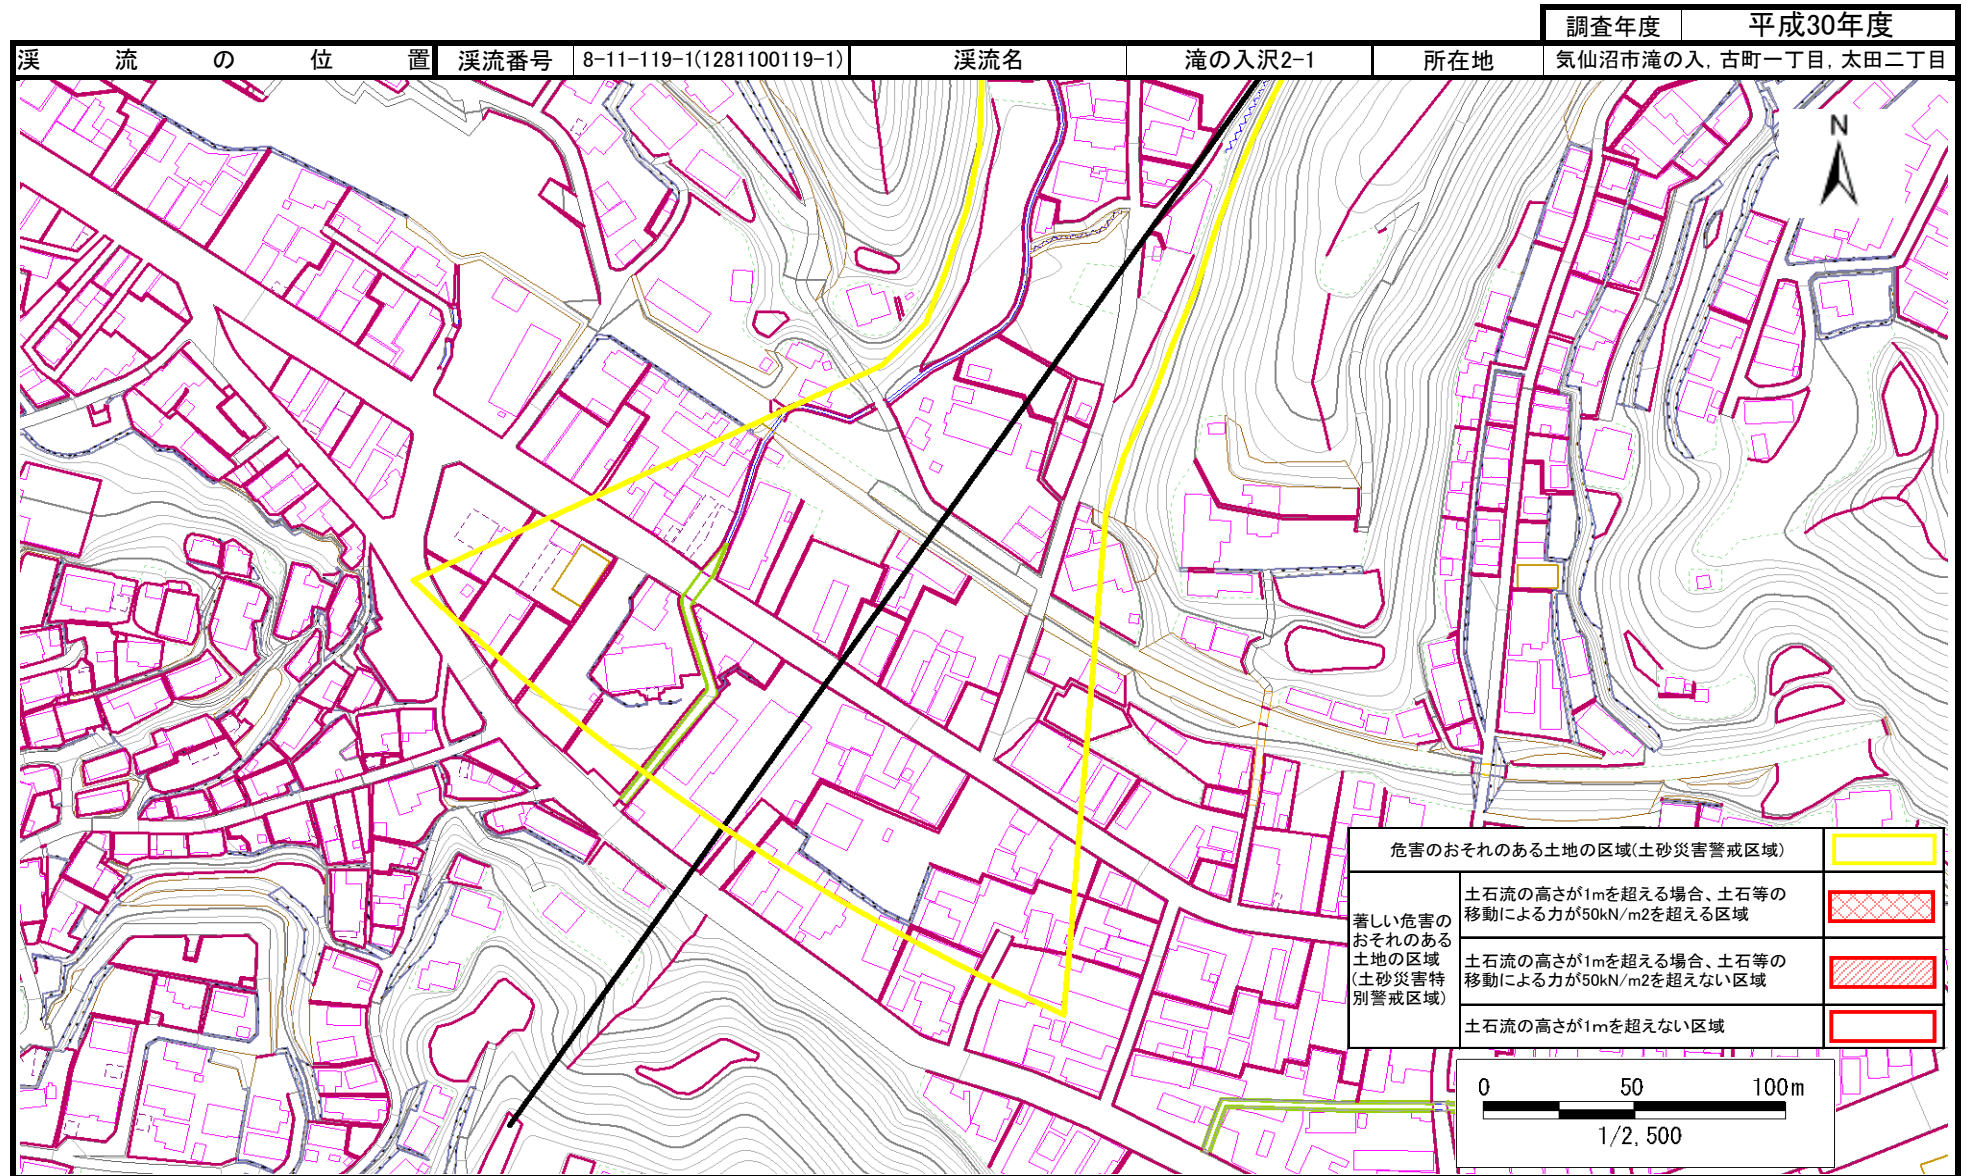 調査年度 平成30年度
渓流の位置 渓流番号 8-11-119-1(1281100119-1) 渓流名 滝の入沢2-1 所在地 気仙沼市滝の入, 古町一丁目, 太田二丁目
N
危害のおそれのある土地の区域(土砂災害警戒区域)
著しい危害の
おそれのある
土地の区域
(土砂災害特
別警戒区域)
土石流の高さが1mを超える場合、土石等の
移動による力が50kN/m2を超える区域
土石流の高さが1mを超える場合、土石等の
移動による力が50kN/m2を超えない区域
土石流の高さが1mを超えない区域
0 50 100m
1/2,500